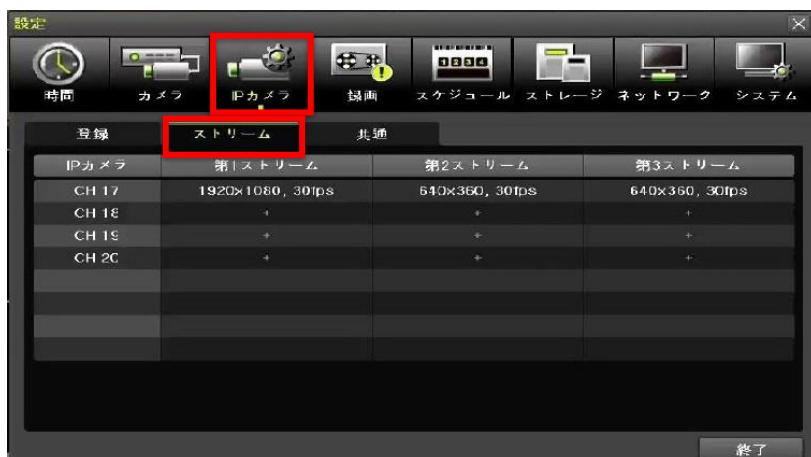 設定
時間 カメラ IPカメラ 録画 スケジュール ストレージ ネットワーク システム
登録 ストリーム 共通
IPカメラ 第1ストリーム 第2ストリーム 第3ストリーム
CH 17 1920x1080, 30fps 640x360, 30fps 640x360, 30fps
CH 18 + + +
CH 19 + + +
CH 20 + + +
終了